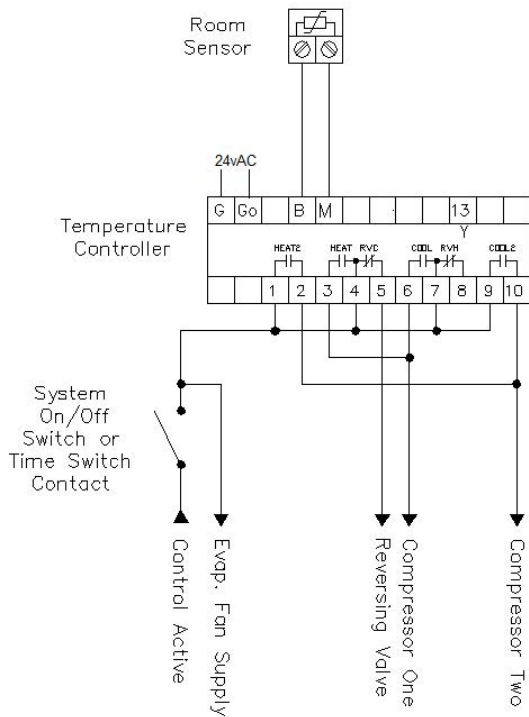 Room
Sensor
24vAC
G Go B M 13
Y
Temperature
Controller
HEAT2 HEAT RVC COOL RVH COOL2
1 2 3 4 5 6 7 8 9 10
System
On/Off
Switch or
Time Switch
Contact
Control Active
Evap. Fan Supply
Reversing Valve
Compressor One
Compressor Two